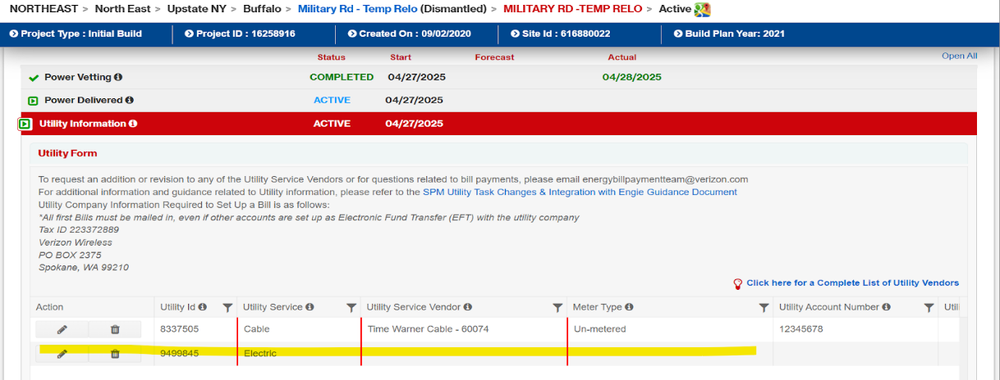 NORTHEAST > North East > Upstate NY > Buffalo > Military Rd - Temp Relo (Dismantled) > MILITARY RD -TEMP RELO > Active
Project Type : Initial Build Project ID : 16258916 Created On : 09/02/2020 Site Id : 616880022 Build Plan Year: 2021
Status Start Forecast Actual Open All
Power Vetting COMPLETED 04/27/2025 04/28/2025
Power Delivered ACTIVE 04/27/2025
Utility Information ACTIVE 04/27/2025
Utility Form
To request an addition or revision to any of the Utility Service Vendors or for questions related to bill payments, please email energybillpaymentteam@verizon.com
For additional information and guidance related to Utility information, please refer to the SPM Utility Task Changes & Integration with Engie Guidance Document
Utility Company Information Required to Set Up a Bill is as follows:
*All first Bills must be mailed in, even if other accounts are set up as Electronic Fund Transfer (EFT) with the utility company
Tax ID 223372889
Verizon Wireless
PO BOX 2375
Spokane, WA 99210
Click here for a Complete List of Utility Vendors
Action Utility Id Utility Service Utility Service Vendor Meter Type Utility Account Number Utili
8337505 Cable Time Warner Cable - 60074 Un-metered 12345678
9499845 Electric